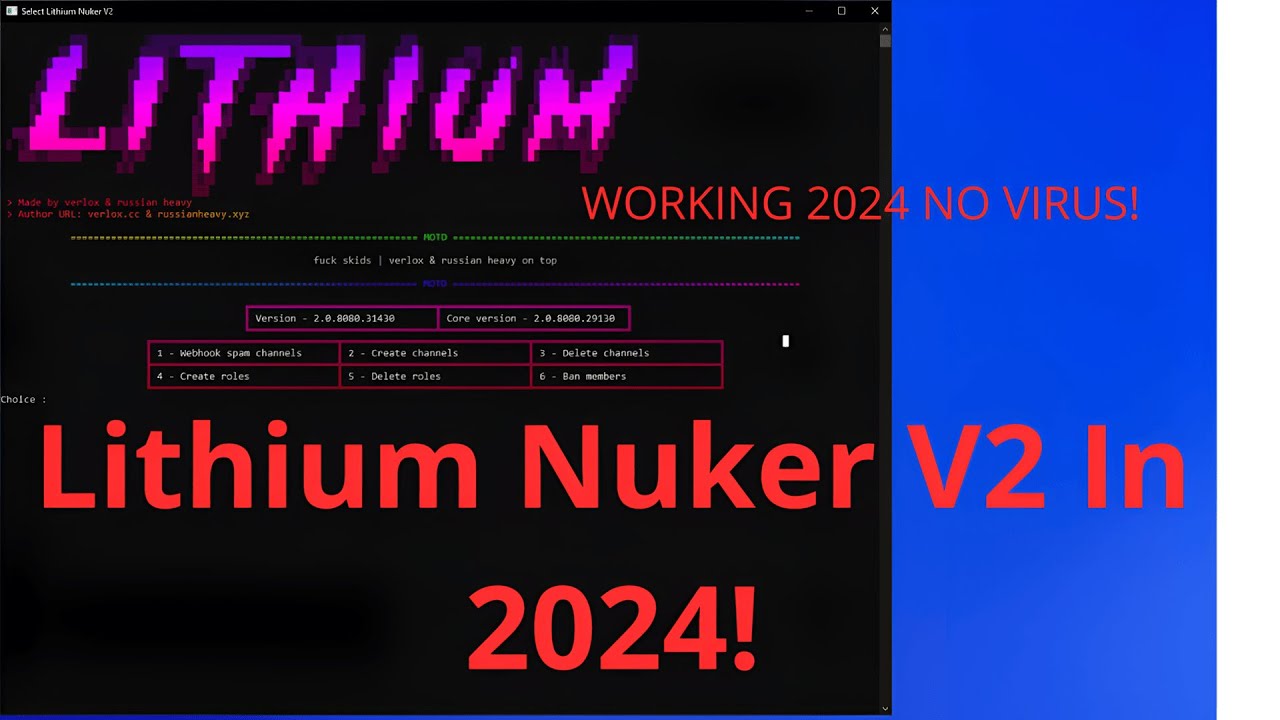 Select Lithium Nuker V2
LITHIUM
> Made by verlox & russian heavy
> Author URL: verlox.cc & russianheavy.xyz
WORKING 2024 NO VIRUS!
MOTD
fuck skids | verlox & russian heavy on top
MOTD
Version - 2.0.8080.31430 Core version - 2.0.8080.29130
1 - Webhook spam channels 2 - Create channels 3 - Delete channels
4 - Create roles 5 - Delete roles 6 - Ban members
Choice :
Lithium Nuker V2 In
2024!